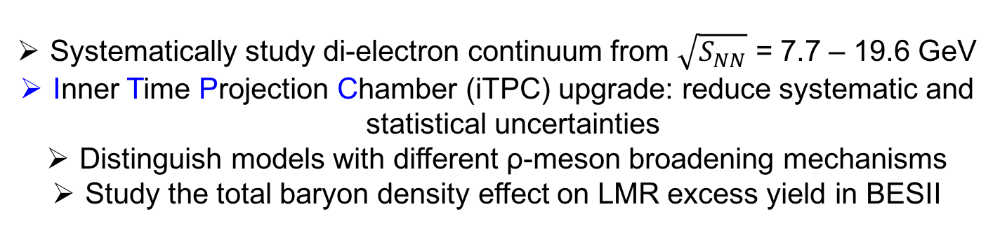 ➢ Systematically study di-electron continuum from √S_NN = 7.7 – 19.6 GeV
➢ Inner Time Projection Chamber (iTPC) upgrade: reduce systematic and
statistical uncertainties
➢ Distinguish models with different ρ-meson broadening mechanisms
➢ Study the total baryon density effect on LMR excess yield in BESII